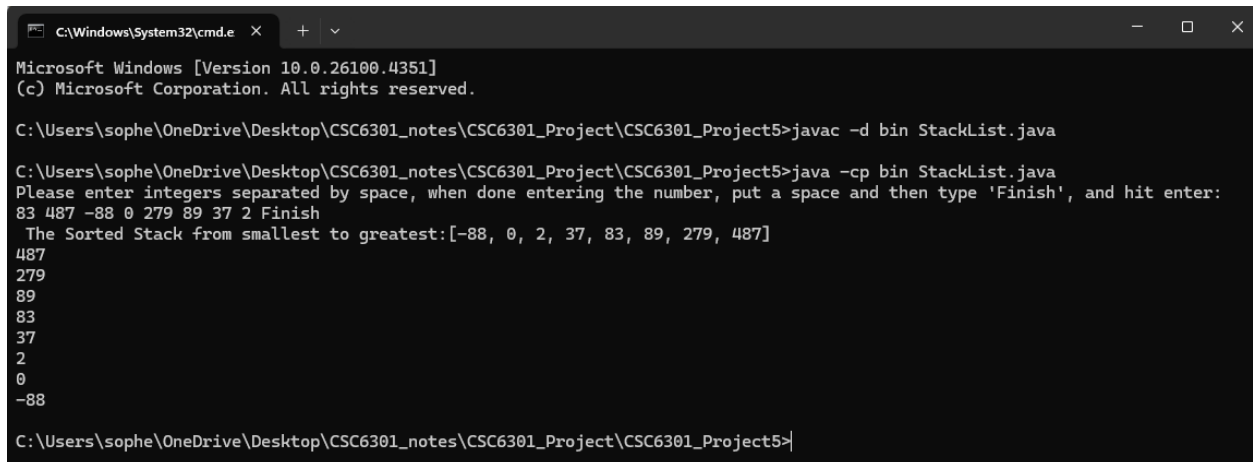 C:\Windows\System32\cmd.e
Microsoft Windows [Version 10.0.26100.4351]
(c) Microsoft Corporation. All rights reserved.
C:\Users\sophe\OneDrive\Desktop\CSC6301_notes\CSC6301_Project\CSC6301_Project5>javac -d bin StackList.java
C:\Users\sophe\OneDrive\Desktop\CSC6301_notes\CSC6301_Project\CSC6301_Project5>java -cp bin StackList.java
Please enter integers separated by space, when done entering the number, put a space and then type 'Finish', and hit enter:
83 487 -88 0 279 89 37 2 Finish
 The Sorted Stack from smallest to greatest:[-88, 0, 2, 37, 83, 89, 279, 487]
487
279
89
83
37
2
0
-88
C:\Users\sophe\OneDrive\Desktop\CSC6301_notes\CSC6301_Project\CSC6301_Project5>